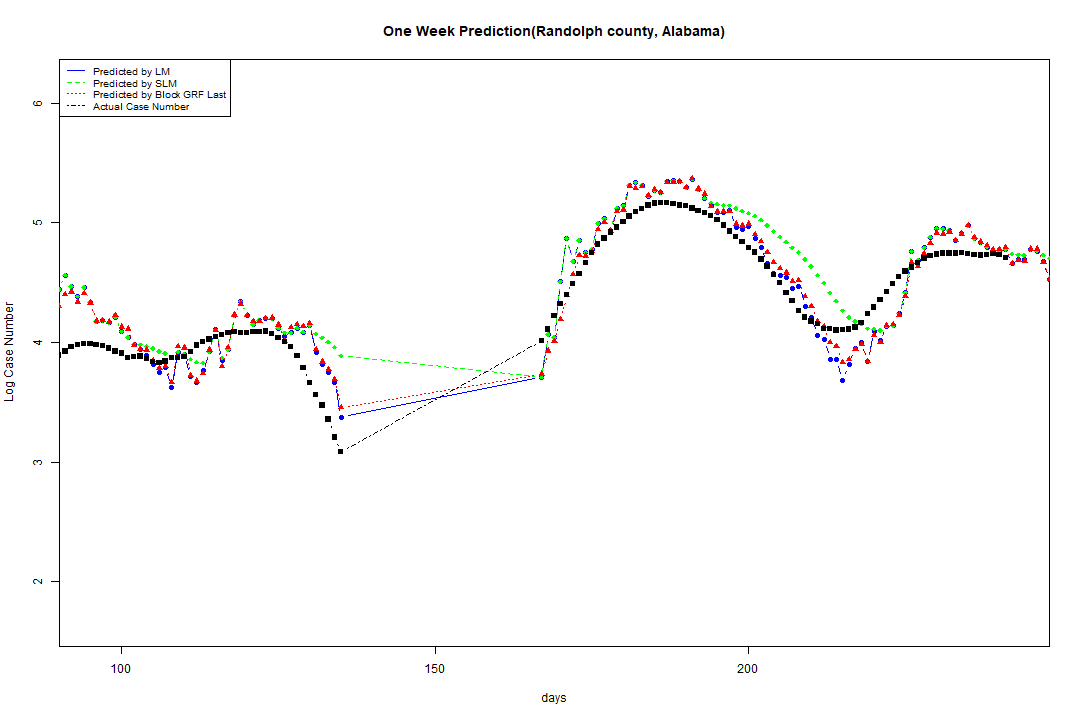 One Week Prediction(Randolph county, Alabama)
Predicted by LM
Predicted by SLM
Predicted by Block GRF Last
Actual Case Number
6
5
4
3
2
Log Case Number
100 150 200
days